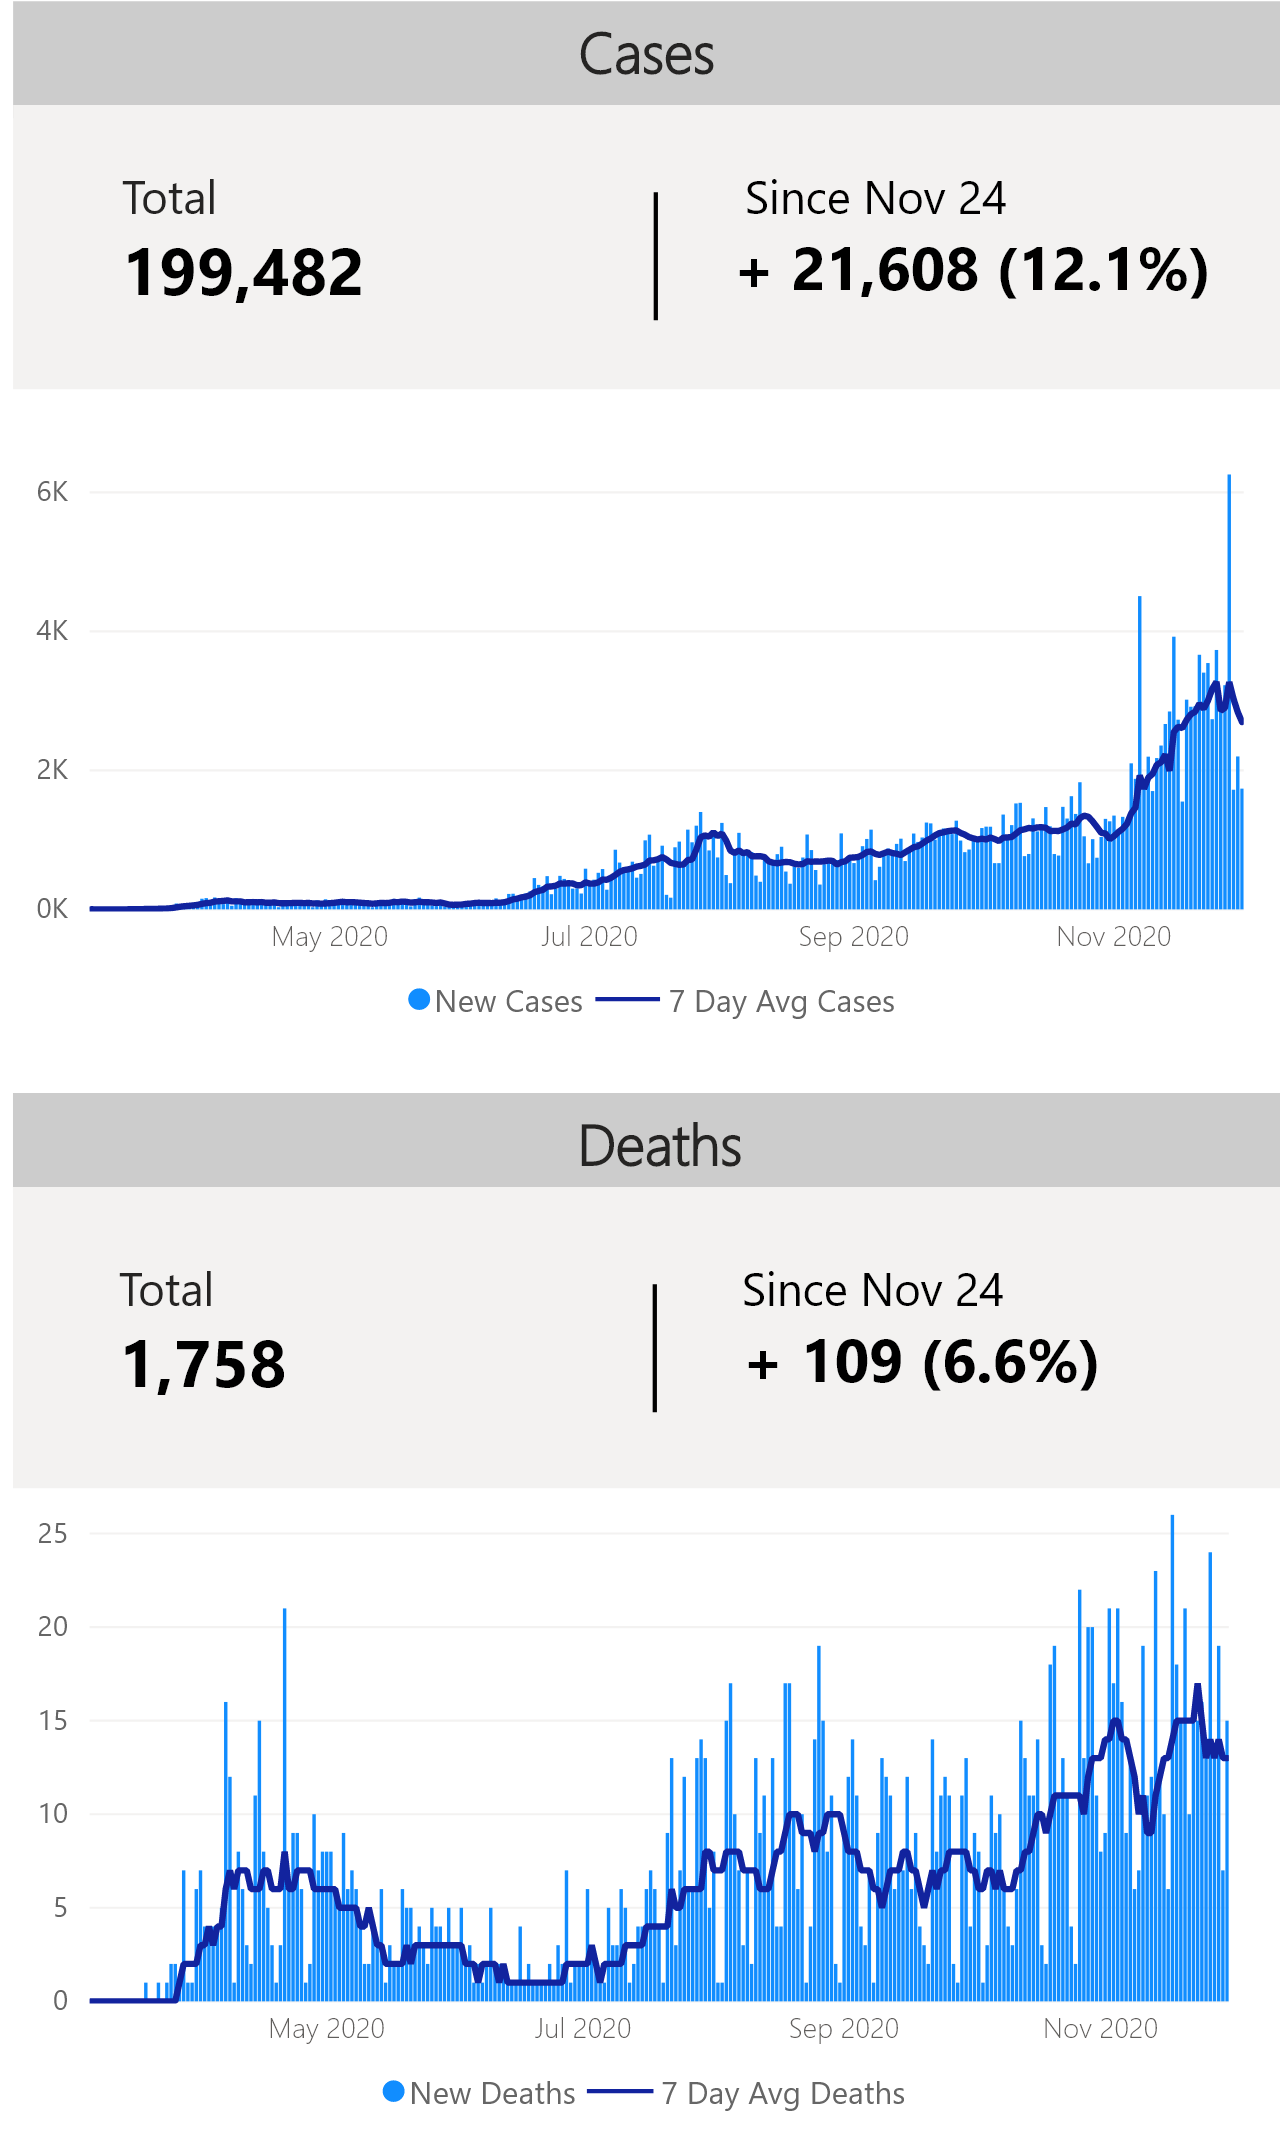 Cases
Total
Since Nov 24
199,482
+ 21,608 (12.1%)
6K
4K
2K
0K
May 2020
Jul 2020
Sep 2020
Nov 2020
New Cases
7 Day Avg Cases
Deaths
Total
Since Nov 24
1,758
+ 109 (6.6%)
25
20
15
10
5
0
May 2020
Jul 2020
Sep 2020
Nov 2020
New Deaths
7 Day Avg Deaths